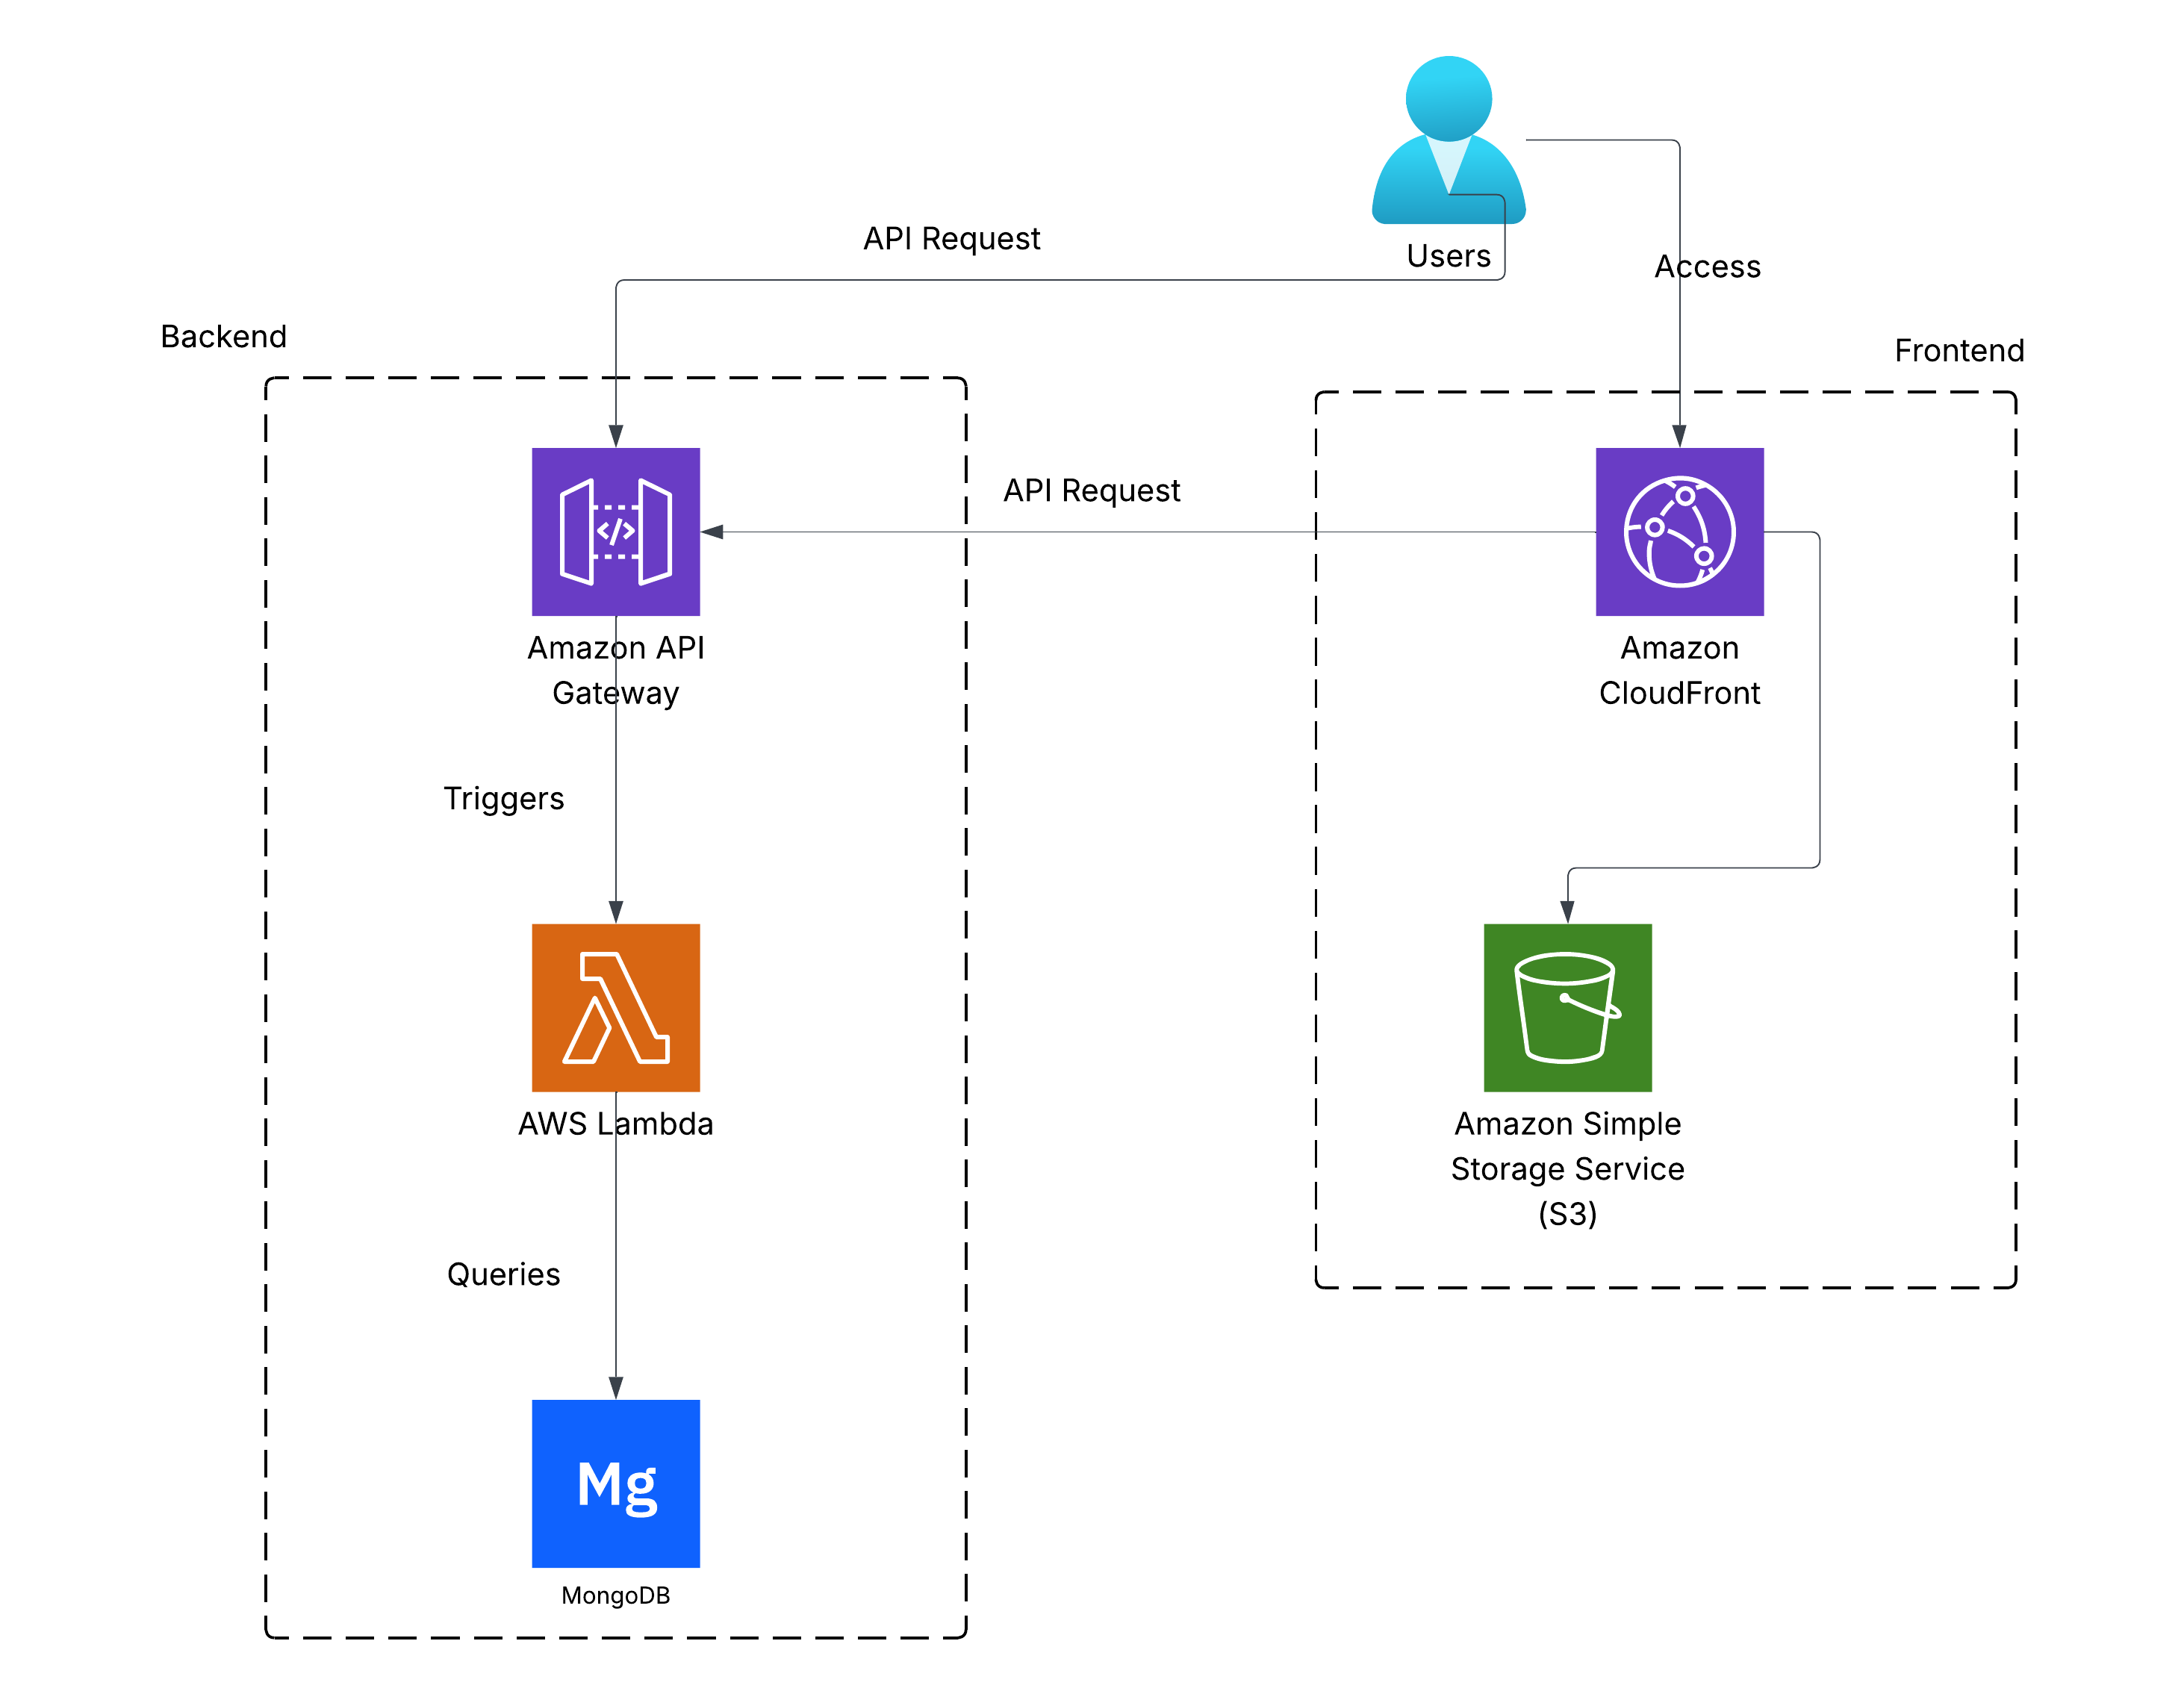 Users
API Request
Access
Backend
Frontend
API Request
Amazon API
Gateway
Amazon
CloudFront
Triggers
AWS Lambda
Amazon Simple
Storage Service
(S3)
Queries
Mg
MongoDB